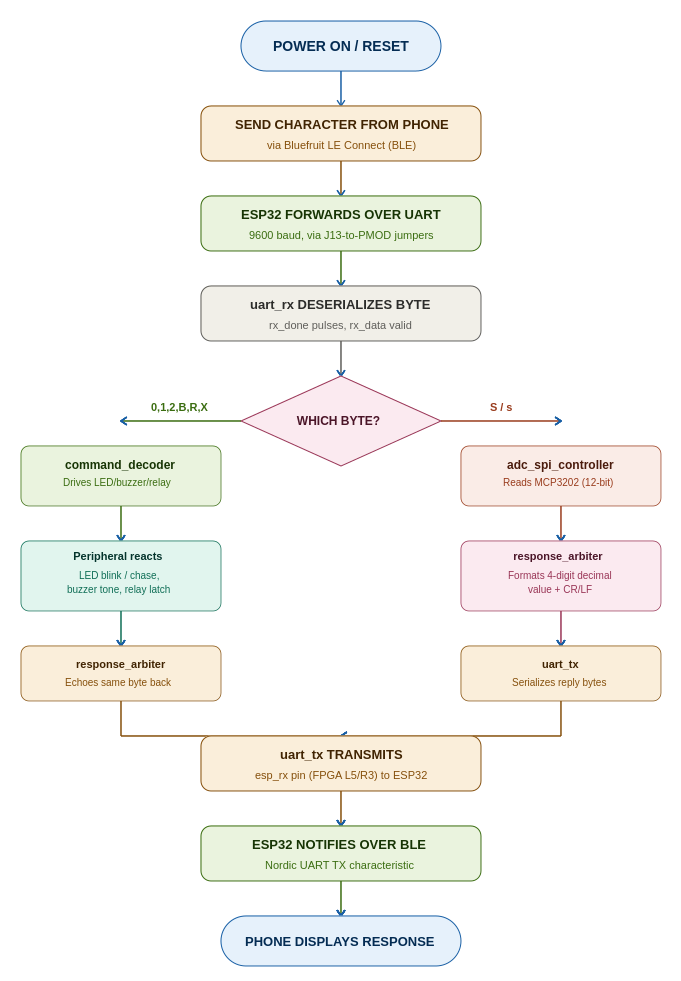 POWER ON / RESET
SEND CHARACTER FROM PHONE
via Bluefruit LE Connect (BLE)
ESP32 FORWARDS OVER UART
9600 baud, via J13-to-PMOD jumpers
uart_rx DESERIALIZES BYTE
rx_done pulses, rx_data valid
WHICH BYTE?
0,1,2,B,R,X
S / s
command_decoder
Drives LED/buzzer/relay
Peripheral reacts
LED blink / chase,
buzzer tone, relay latch
response_arbiter
Echoes same byte back
adc_spi_controller
Reads MCP3202 (12-bit)
response_arbiter
Formats 4-digit decimal
value + CR/LF
uart_tx
Serializes reply bytes
uart_tx TRANSMITS
esp_rx pin (FPGA L5/R3) to ESP32
ESP32 NOTIFIES OVER BLE
Nordic UART TX characteristic
PHONE DISPLAYS RESPONSE